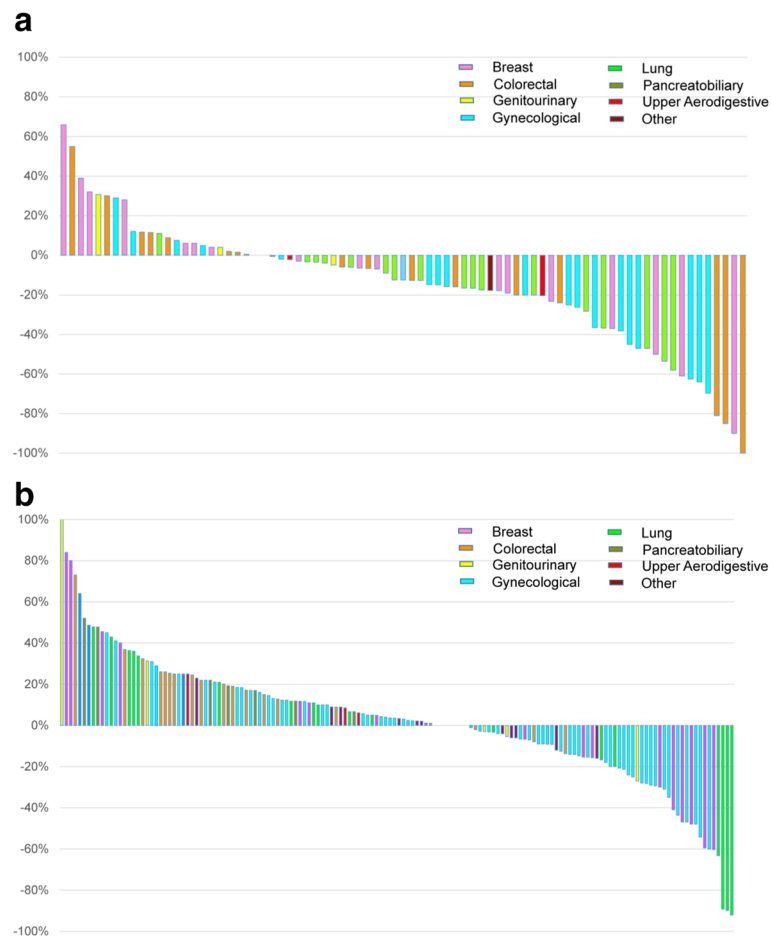 a
100%
80%
60%
40%
20%
0%
-20%
-40%
-60%
-80%
-100%
Breast
Colorectal
Genitourinary
Gynecological
Lung
Pancreatobiliary
Upper Aerodigestive
Other
b
100%
80%
60%
40%
20%
0%
-20%
-40%
-60%
-80%
-100%
Breast
Colorectal
Genitourinary
Gynecological
Lung
Pancreatobiliary
Upper Aerodigestive
Other